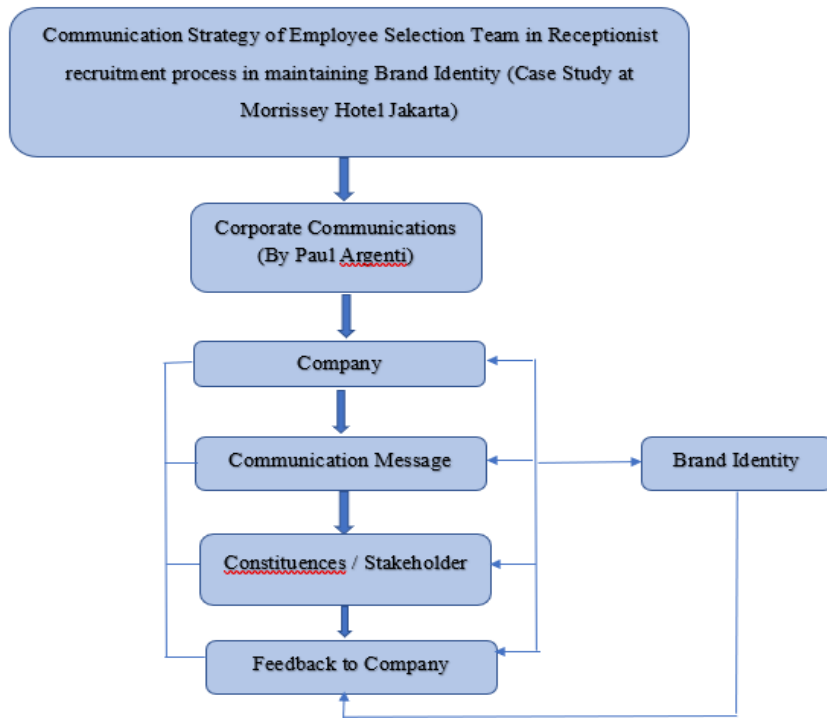 Communication Strategy of Employee Selection Team in Receptionist
recruitment process in maintaining Brand Identity (Case Study at
Morrissey Hotel Jakarta)
Corporate Communications
(By Paul Argenti)
Company
Communication Message
Brand Identity
Constituences / Stakeholder
Feedback to Company